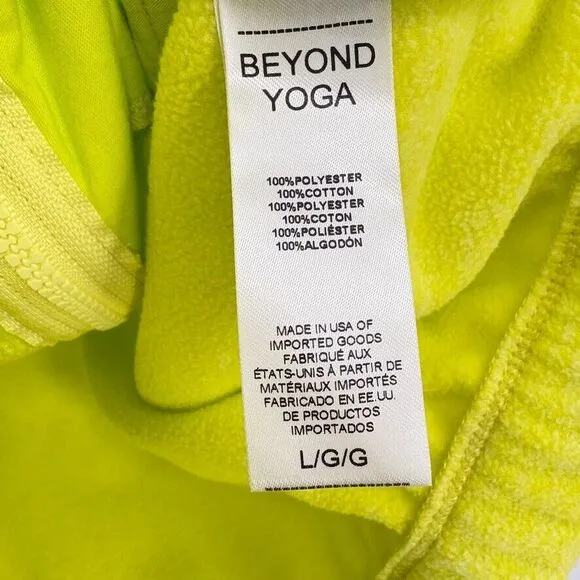 BEYOND
YOGA
100%POLYESTER
100%COTTON
100%POLYESTER
100%COTON
100%POLIÉSTER
100%ALGODÓN
MADE IN USA OF
IMPORTED GOODS
FABRIQUÉ AUX
ÉTATS-UNIS À PARTIR DE
MATÉRIAUX IMPORTÉS
FABRICADO EN EE.UU.
DE PRODUCTOS
IMPORTADOS
L/G/G